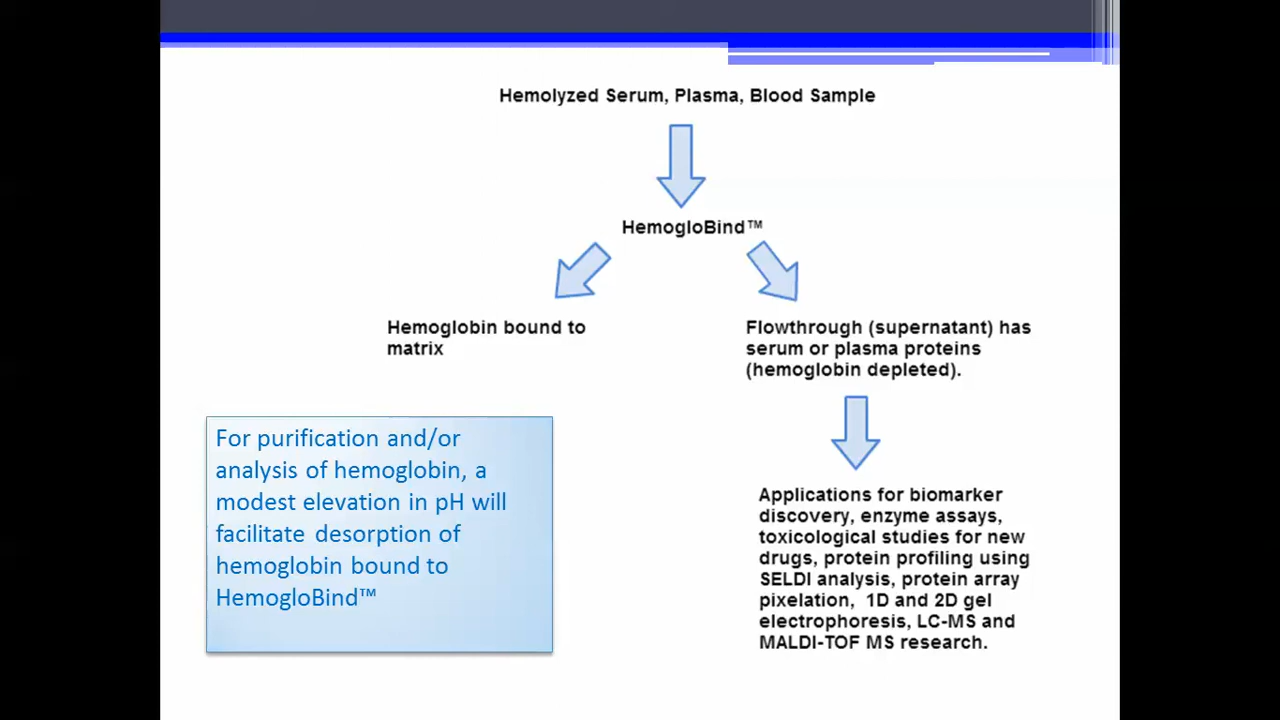 Hemolyzed Serum, Plasma, Blood Sample
HemogloBind™
Hemoglobin bound to
matrix
Flowthrough (supernatant) has
serum or plasma proteins
(hemoglobin depleted).
For purification and/or
analysis of hemoglobin, a
modest elevation in pH will
facilitate desorption of
hemoglobin bound to
HemogloBind™
Applications for biomarker
discovery, enzyme assays,
toxicological studies for new
drugs, protein profiling using
SELDI analysis, protein array
pixelation, 1D and 2D gel
electrophoresis, LC-MS and
MALDI-TOF MS research.